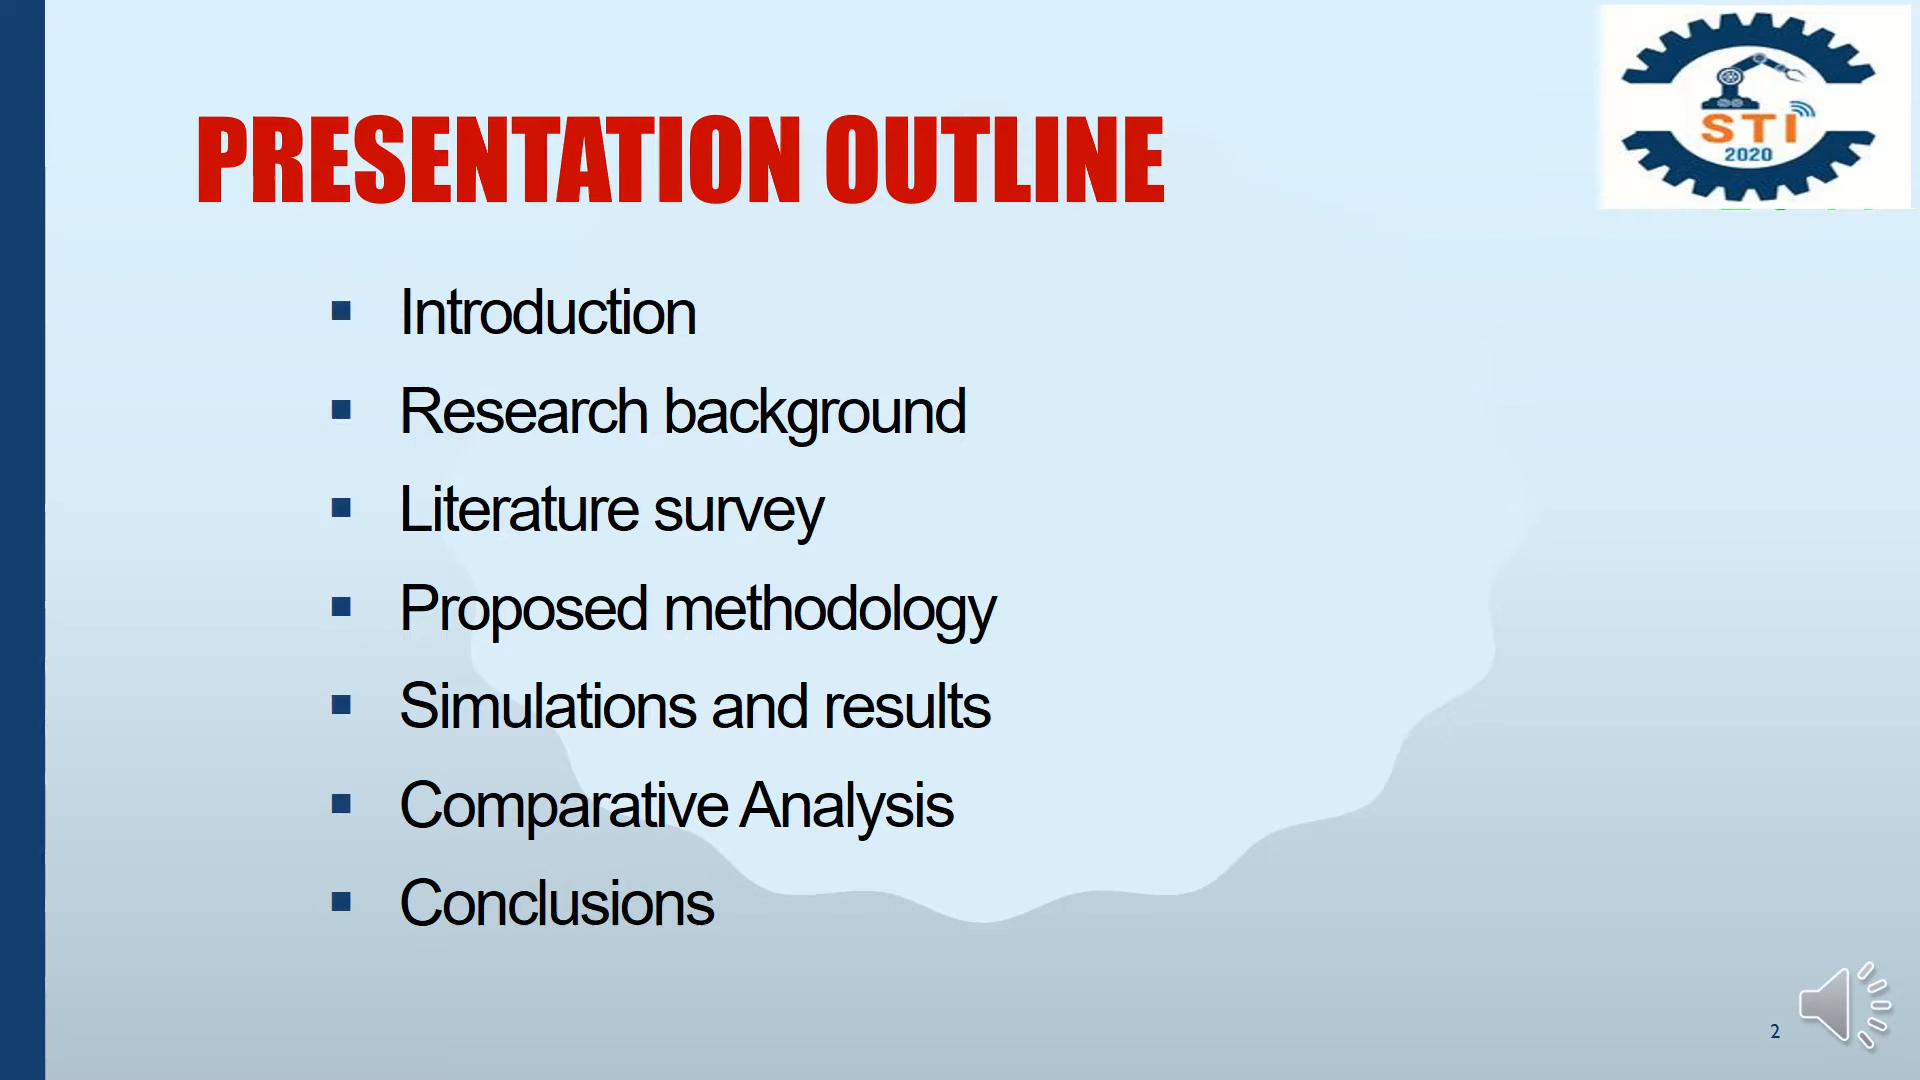 STI
2020
PRESENTATION OUTLINE
▪ Introduction
▪ Research background
▪ Literature survey
▪ Proposed methodology
▪ Simulations and results
▪ Comparative Analysis
▪ Conclusions
2